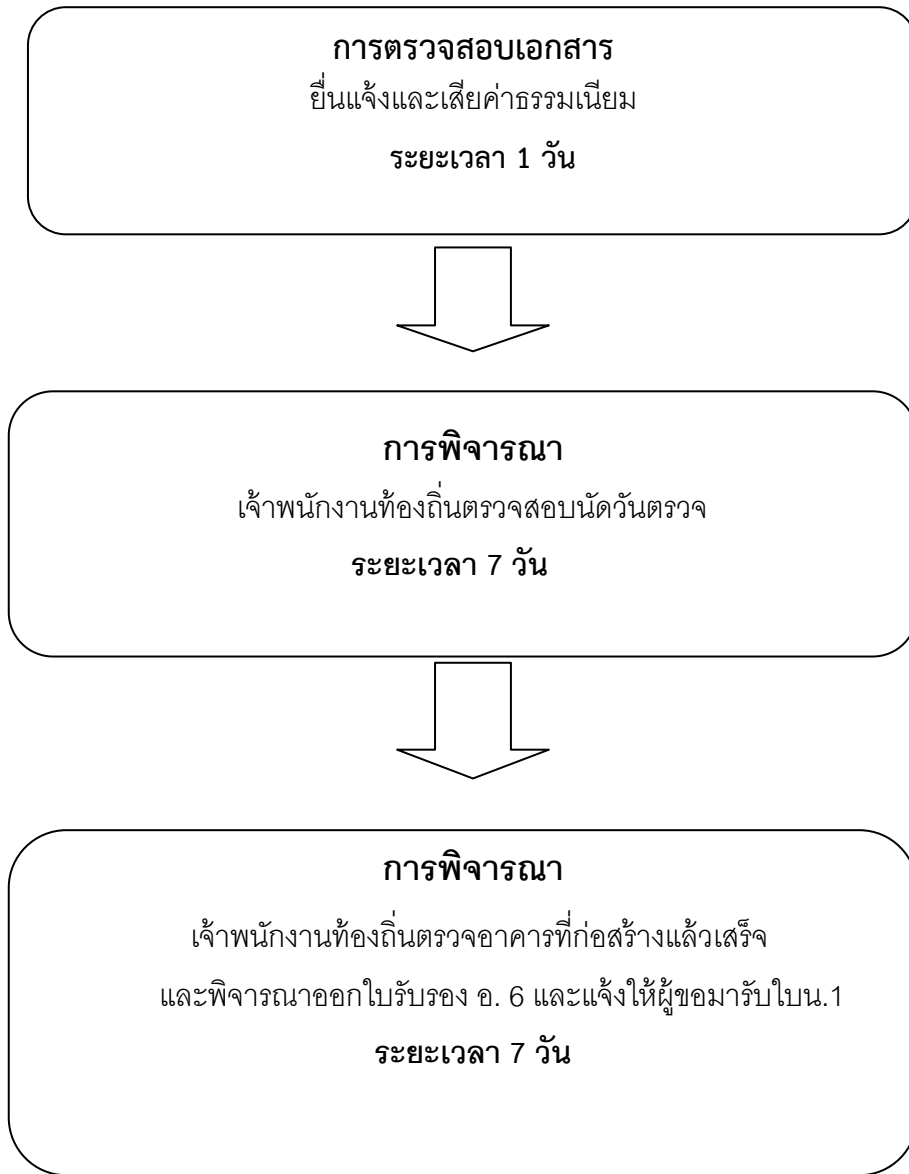 การตรวจสอบเอกสาร
ยื่นแจ้งและเสียค่าธรรมเนียม
ระยะเวลา 1 วัน
การพิจารณา
เจ้าพนักงานท้องถิ่นตรวจสอบนัดวันตรวจ
ระยะเวลา 7 วัน
การพิจารณา
เจ้าพนักงานท้องถิ่นตรวจอาคารที่ก่อสร้างแล้วเสร็จ
และพิจารณาออกใบรับรอง อ. 6 และแจ้งให้ผู้ขอมารับใบน.1
ระยะเวลา 7 วัน